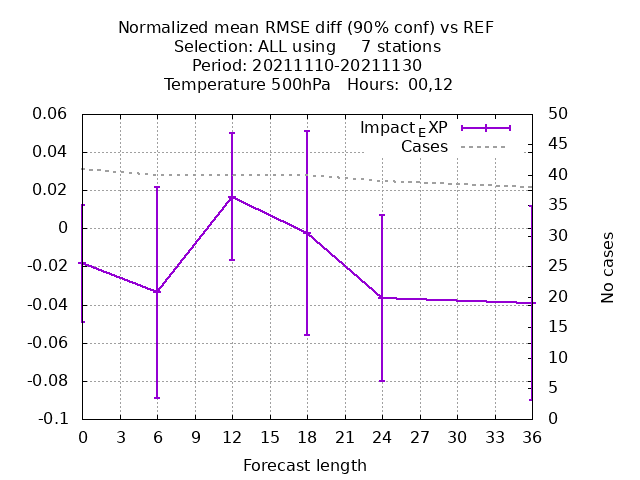 Normalized mean RMSE diff (90% conf) vs REF
Selection: ALL using 7 stations
Period: 20211110-20211130
Temperature 500hPa Hours: 00,12
0.06
0.04
0.02
0
-0.02
-0.04
-0.06
-0.08
-0.1
Impact_EXP
Cases
50
45
40
35
30
25
20
15
10
5
0
No cases
0 3 6 9 12 15 18 21 24 27 30 33 36
Forecast length